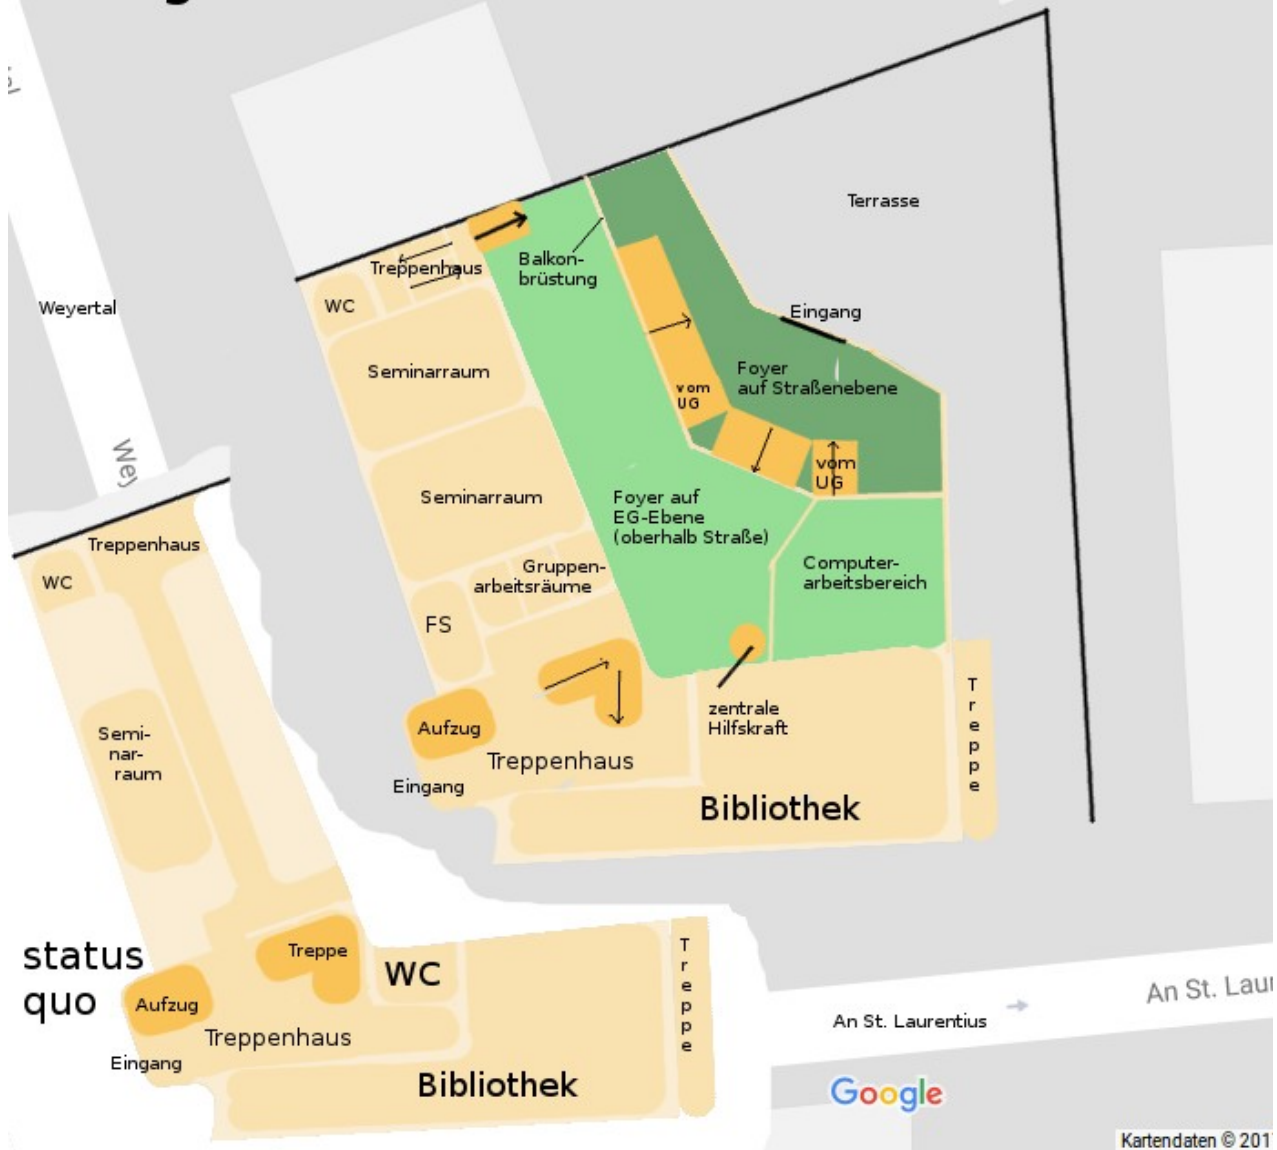 g
Terrasse
Balkon-
brüstung
Treppenhaus
WC
Weyertal
Eingang
Seminarraum
Foyer
auf Straßenebene
vom
UG
Wey
vom
UG
Seminarraum
Foyer auf
EG-Ebene
(oberhalb Straße)
Treppenhaus
WC
Gruppen-
arbeitsräume
Computer-
arbeitsbereich
FS
Treppe
zentrale
Hilfskraft
Aufzug
Treppenhaus
Eingang
Bibliothek
Semi-
nar-
raum
status
quo
Treppe
WC
Treppe
Aufzug
Treppenhaus
Eingang
Bibliothek
An St. Laur
An St. Laurentius
Google
Kartendaten © 201